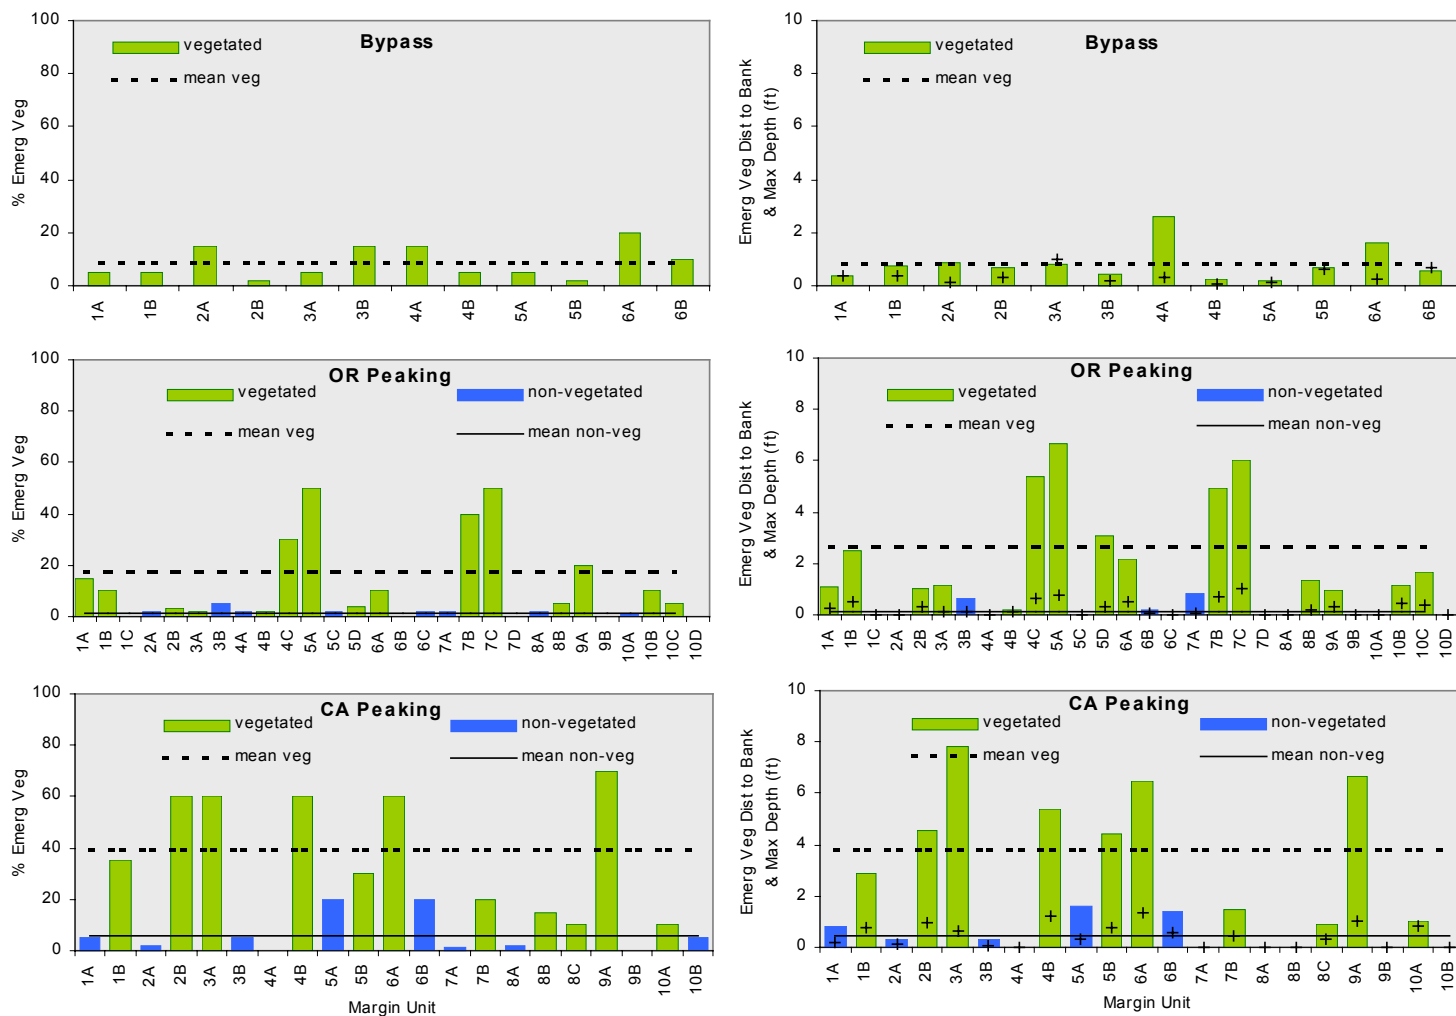 Bypass
vegetated
mean veg
% Emerg Veg
100
80
60
40
20
0
1A 1B 2A 2B 3A 3B 4A 4B 5A 5B 6A 6B
Bypass
vegetated
mean veg
Emerg Veg Dist to Bank
& Max Depth (ft)
10
8
6
4
2
0
1A 1B 2A 2B 3A 3B 4A 4B 5A 5B 6A 6B
OR Peaking
vegetated non-vegetated
mean veg mean non-veg
% Emerg Veg
100
80
60
40
20
0
1A 1B 1C 2A 2B 3A 3B 4A 4B 4C 5A 5C 5D 6A 6B 6C 7A 7B 7C 7D 8A 8B 9A 9B 10A 10B 10C 10D
OR Peaking
vegetated non-vegetated
mean veg mean non-veg
Emerg Veg Dist to Bank
& Max Depth (ft)
10
8
6
4
2
0
1A 1B 1C 2A 2B 3A 3B 4A 4B 4C 5A 5C 5D 6A 6B 6C 7A 7B 7C 7D 8A 8B 9A 9B 10A 10B 10C 10D
CA Peaking
vegetated non-vegetated
mean veg mean non-veg
% Emerg Veg
100
80
60
40
20
0
1A 1B 2A 2B 3A 3B 4A 4B 5A 5B 6A 6B 7A 7B 8A 8B 8C 9A 9B 10A 10B
Margin Unit
CA Peaking
vegetated non-vegetated
mean veg mean non-veg
Emerg Veg Dist to Bank
& Max Depth (ft)
10
8
6
4
2
0
1A 1B 2A 2B 3A 3B 4A 4B 5A 5B 6A 6B 7A 7B 8A 8B 8C 9A 9B 10A 10B
Margin Unit